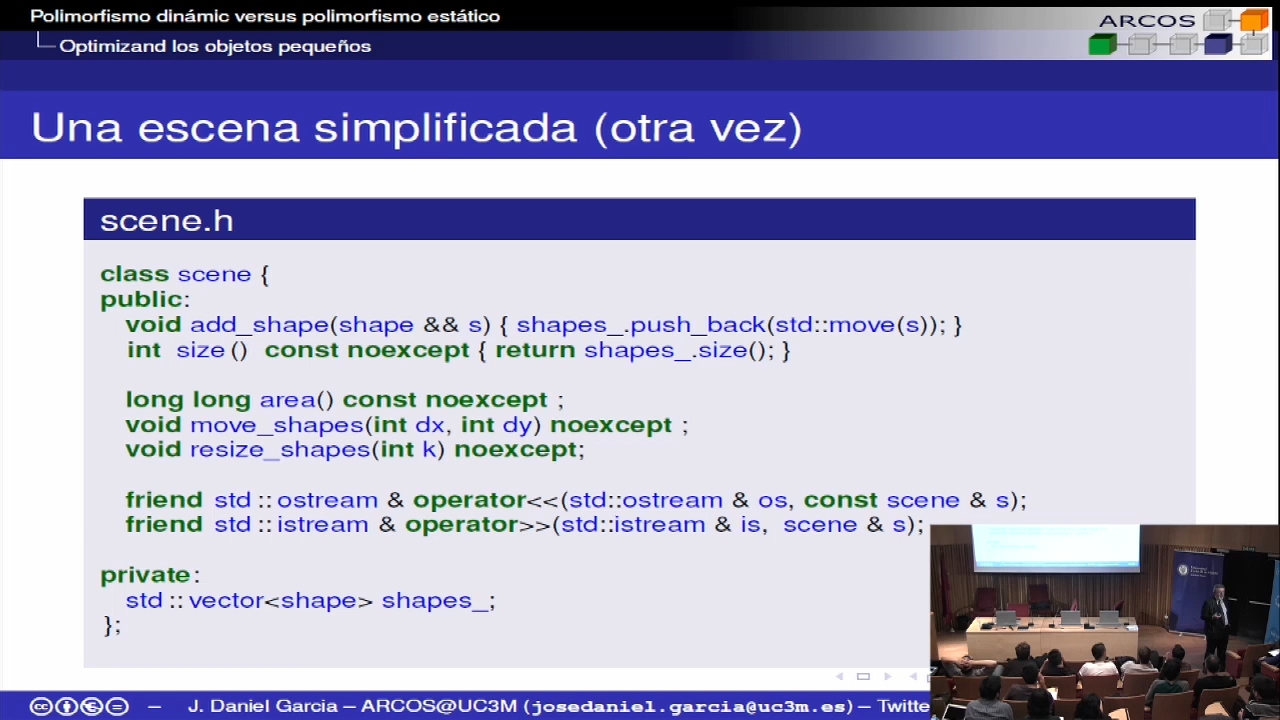 Polimorfismo dinámic versus polimorfismo estático
Optimizand los objetos pequeños
ARCOS
Una escena simplificada (otra vez)
scene.h
class scene {
public:
void add_shape(shape && s) { shapes_.push_back(std::move(s)); }
int size () const noexcept { return shapes_.size(); }
long long area() const noexcept ;
void move_shapes(int dx, int dy) noexcept ;
void resize_shapes(int k) noexcept;
friend std :: ostream & operator<<(std::ostream & os, const scene & s);
friend std :: istream & operator>>(std::istream & is, scene & s);
private:
std :: vector<shape> shapes_;
};
– J. Daniel Garcia – ARCOS@UC3M (josedaniel.garcia@uc3m.es) – Twitte